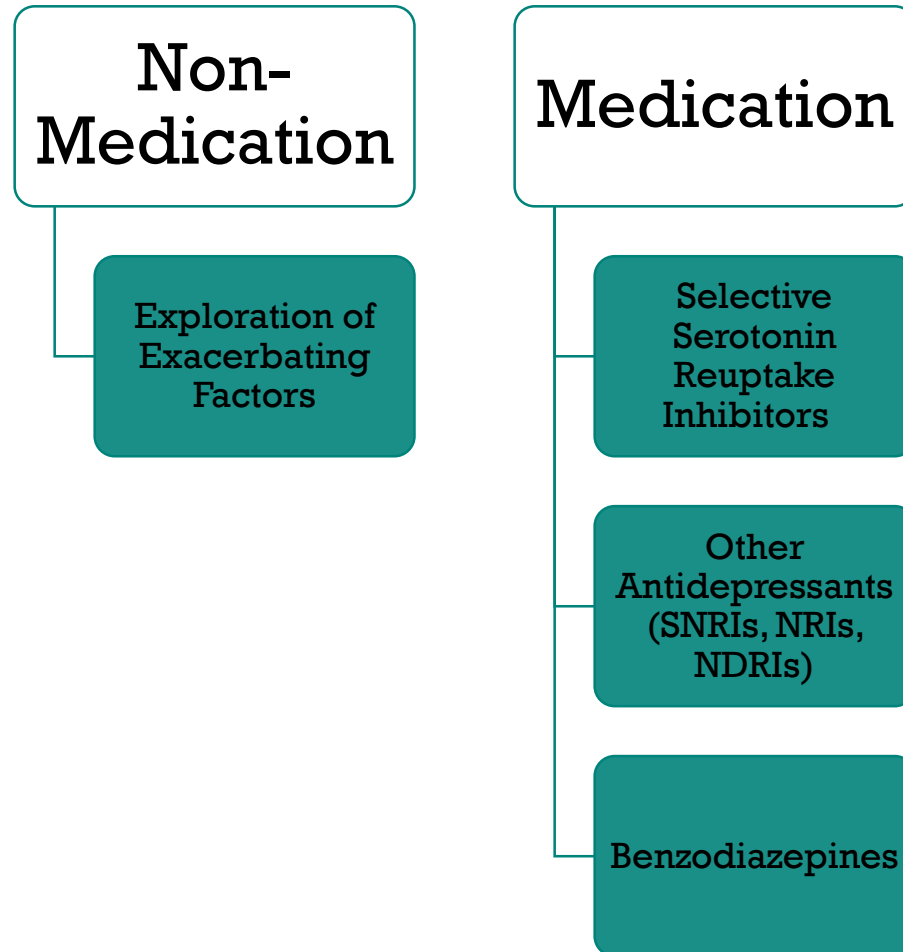 Non-
Medication
Exploration of
Exacerbating
Factors
Medication
Selective
Serotonin
Reuptake
Inhibitors
Other
Antidepressants
(SNRIs, NRIs,
NDRIs)
Benzodiazepines